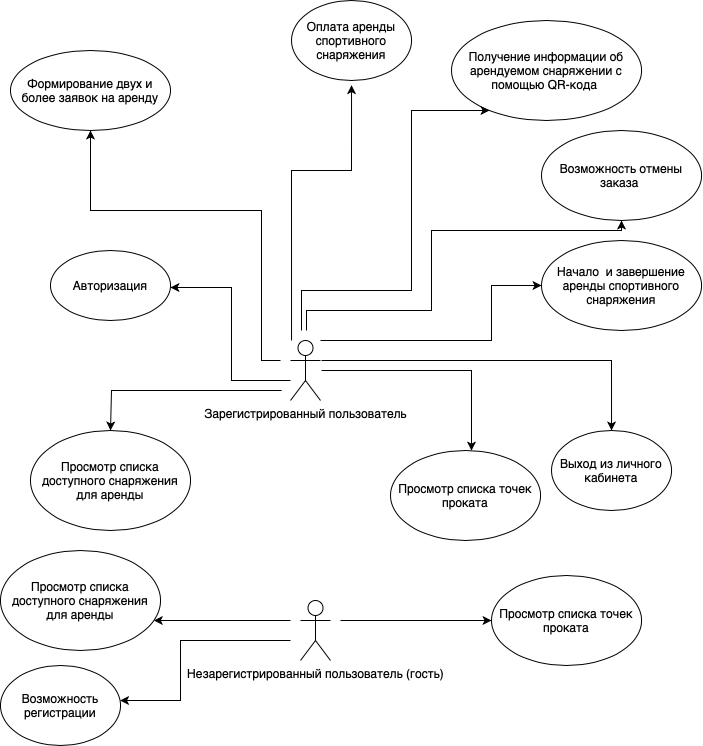 Оплата аренды
спортивного
снаряжения
Получение информации об
арендуемом снаряжении с
помощью QR-кода
Формирование двух и
более заявок на аренду
Возможность отмены
заказа
Авторизация
Начало и завершение
аренды спортивного
снаряжения
Зарегистрированный пользователь
Просмотр списка
доступного снаряжения
для аренды
Просмотр списка точек
проката
Выход из личного
кабинета
Просмотр списка
доступного снаряжения
для аренды
Просмотр списка точек
проката
Незарегистрированный пользователь (гость)
Возможность
регистрации